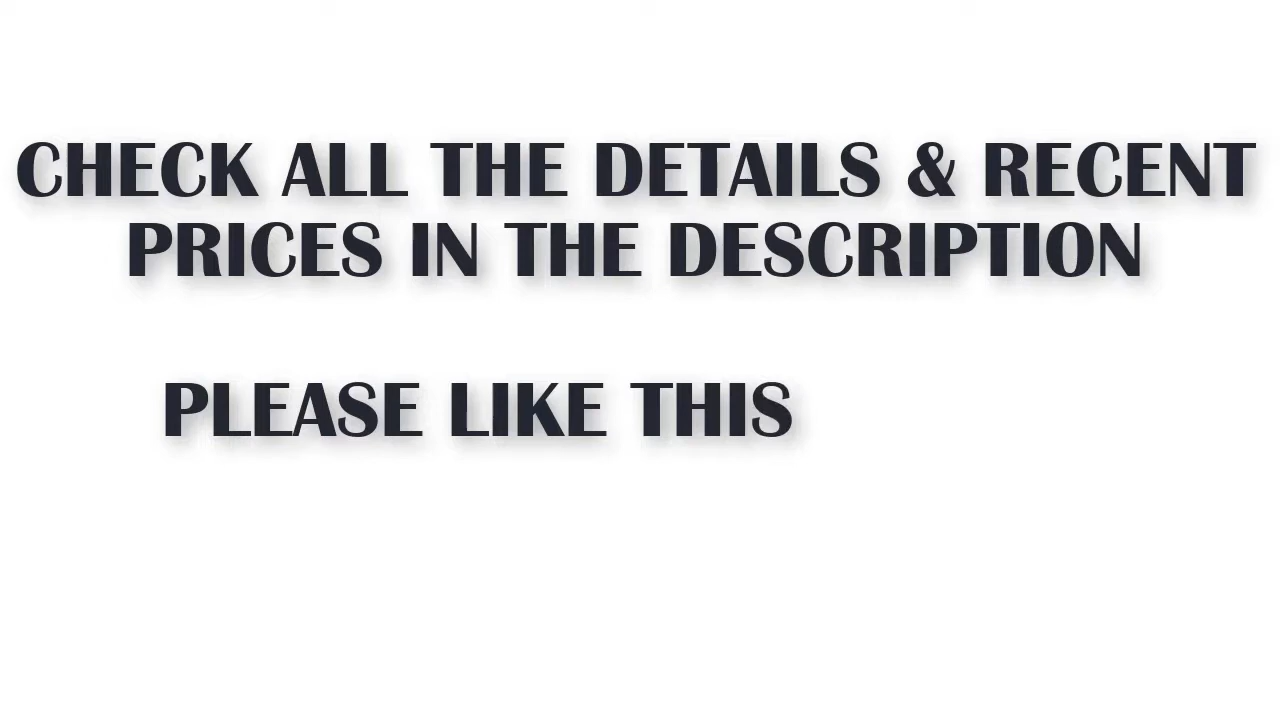 CHECK ALL THE DETAILS & RECENT
PRICES IN THE DESCRIPTION
PLEASE LIKE THIS